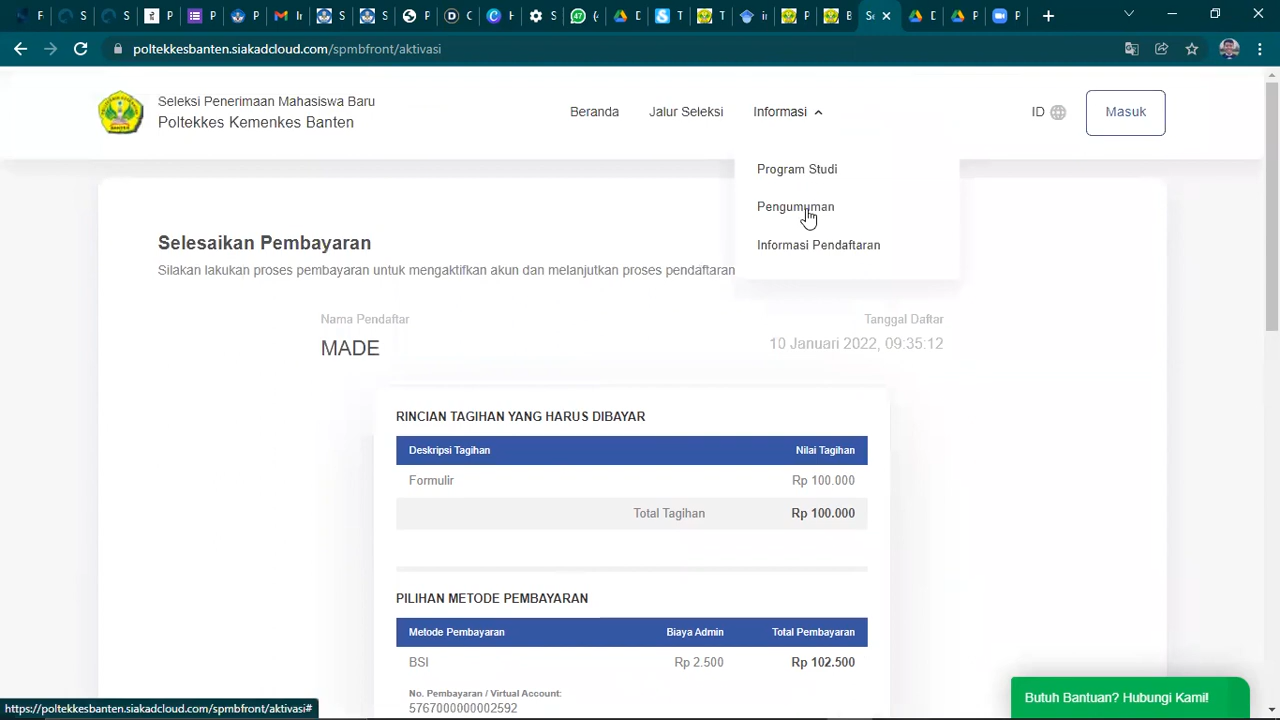 S
S
S
P
P
P
M
S
S
P
D
C
S
T
T
P
B
S
D
P
P
poltekkesbanten.siakadcloud.com/spmbfront/aktivasi
Seleksi Penerimaan Mahasiswa Baru
Poltekkes Kemenkes Banten
Beranda
Jalur Seleksi
Informasi
ID
Masuk
Program Studi
Pengumuman
Informasi Pendaftaran
Selesaikan Pembayaran
Silakan lakukan proses pembayaran untuk mengaktifkan akun dan melanjutkan proses pendaftaran
Nama Pendaftar
Tanggal Daftar
MADE
10 Januari 2022, 09:35:12
RINCIAN TAGIHAN YANG HARUS DIBAYAR
Deskripsi Tagihan
Nilai Tagihan
Formulir
Rp 100.000
Total Tagihan
Rp 100.000
PILIHAN METODE PEMBAYARAN
Metode Pembayaran
Biaya Admin
Total Pembayaran
BSI
Rp 2.500
Rp 102.500
No. Pembayaran / Virtual Account:
5767000000002592
Butuh Bantuan? Hubungi Kami!
https://poltekkesbanten.siakadcloud.com/spmbfront/aktivasi#